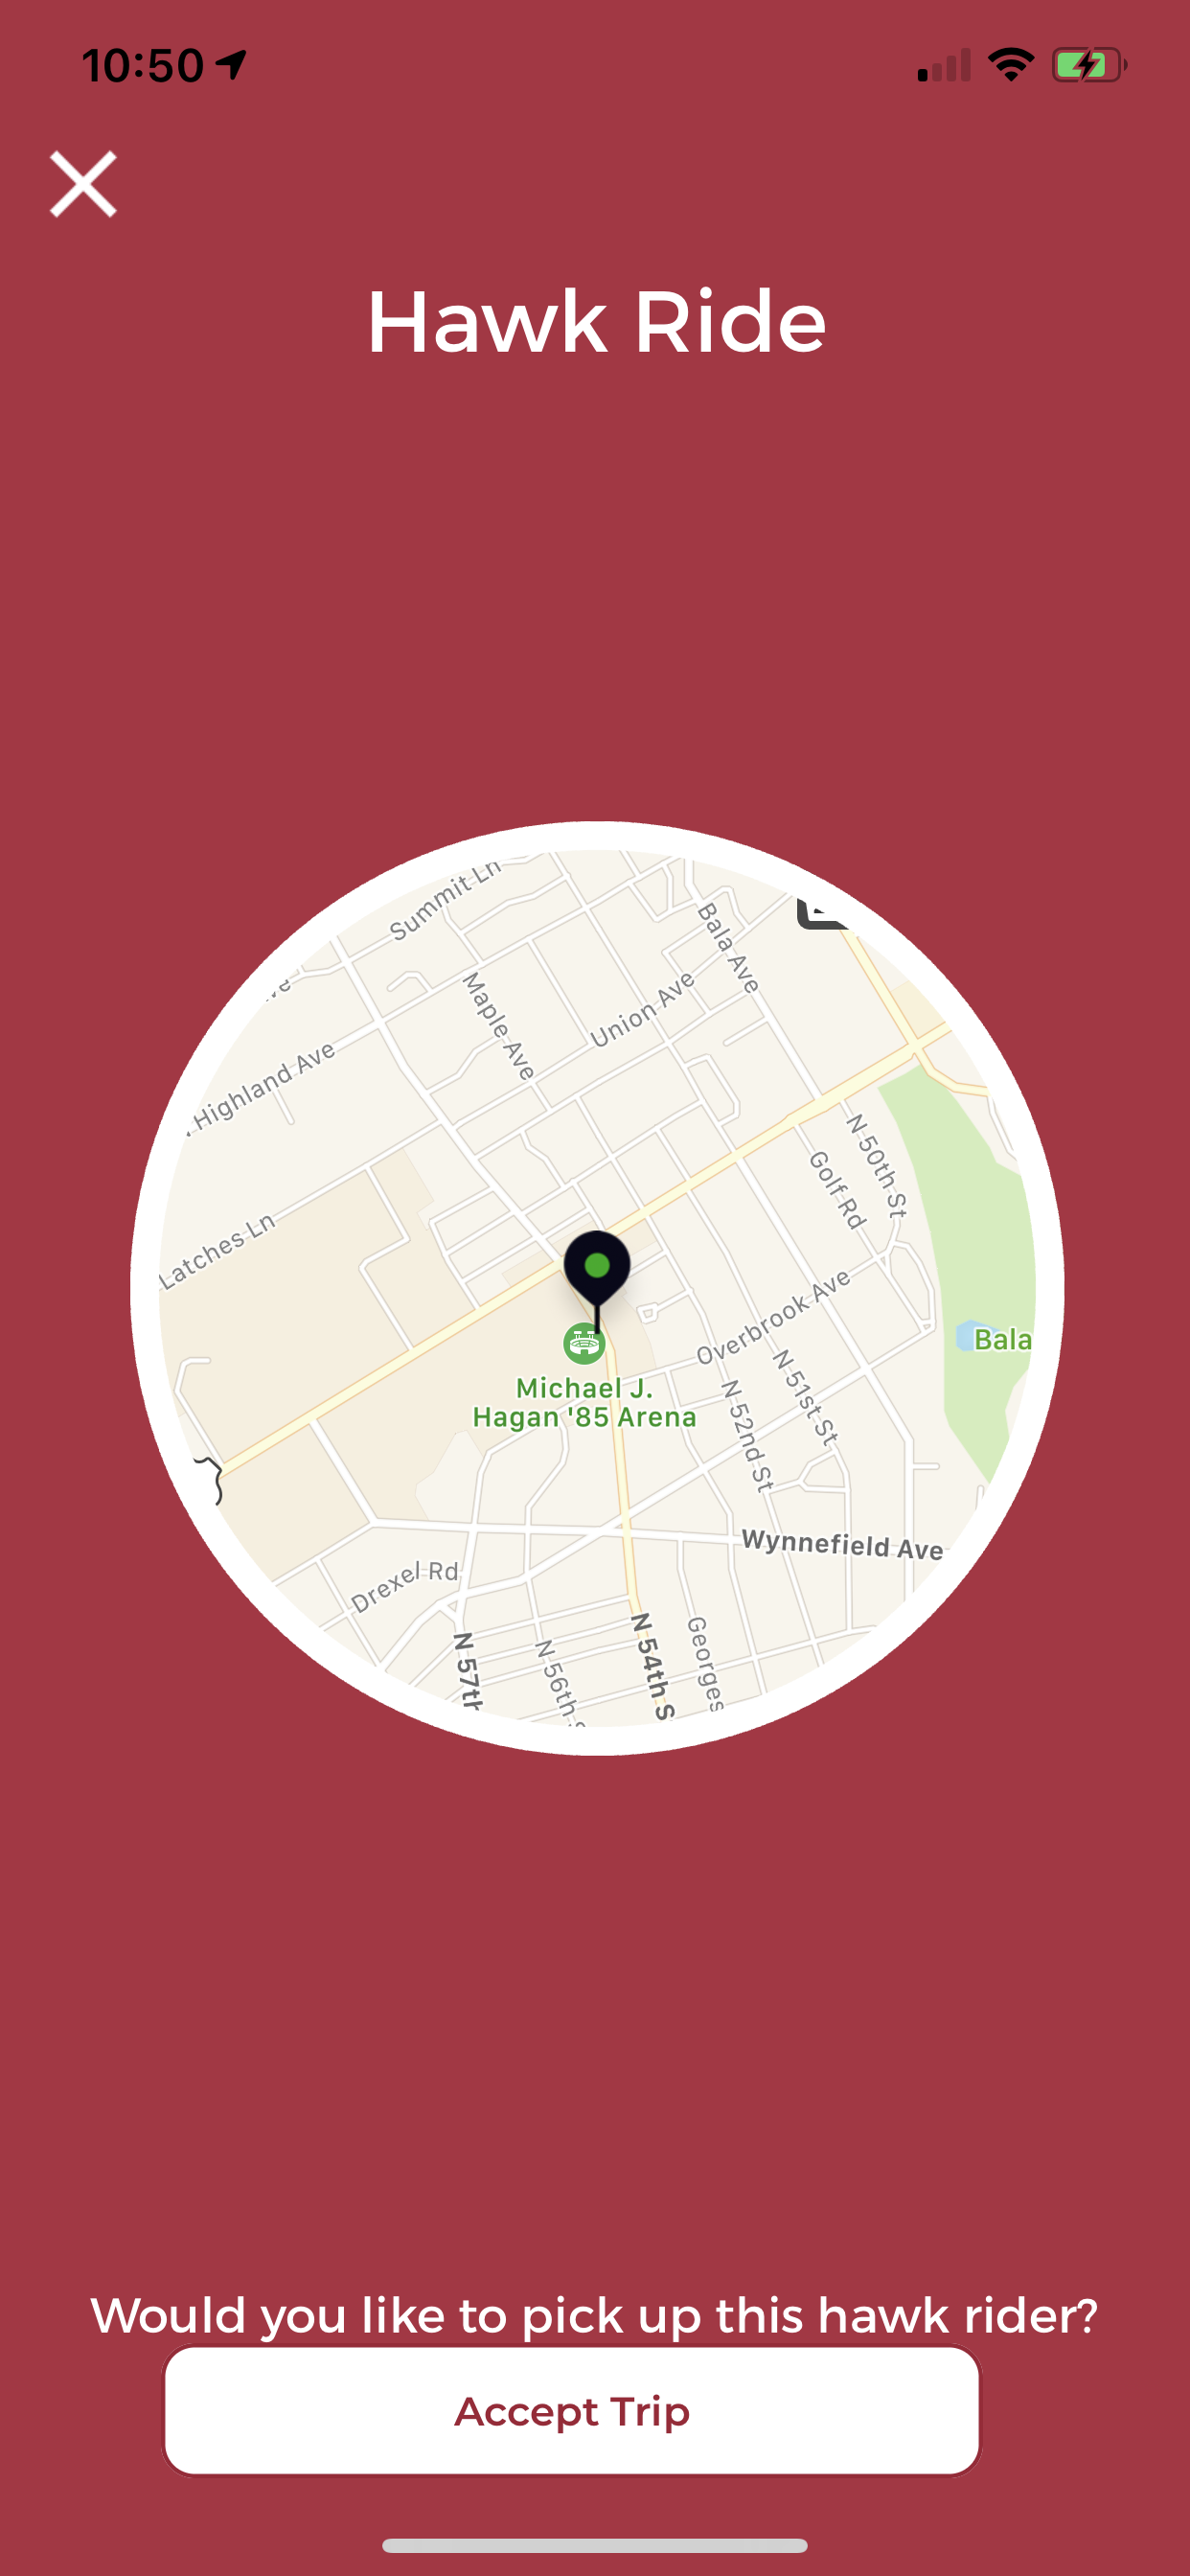 10:50
Hawk Ride
Summit Ln
Bala Ave
Maple Ave
Union Ave
Highland Ave
N 50th St
Golf Rd
Latches Ln
Overbrook Ave
Bala
Michael J.
Hagan '85 Arena
N 51st St
N 52nd St
Wynnefield Ave
Drexel Rd
N 57th
N 56th S
N 54th S
Georges
Would you like to pick up this hawk rider?
Accept Trip